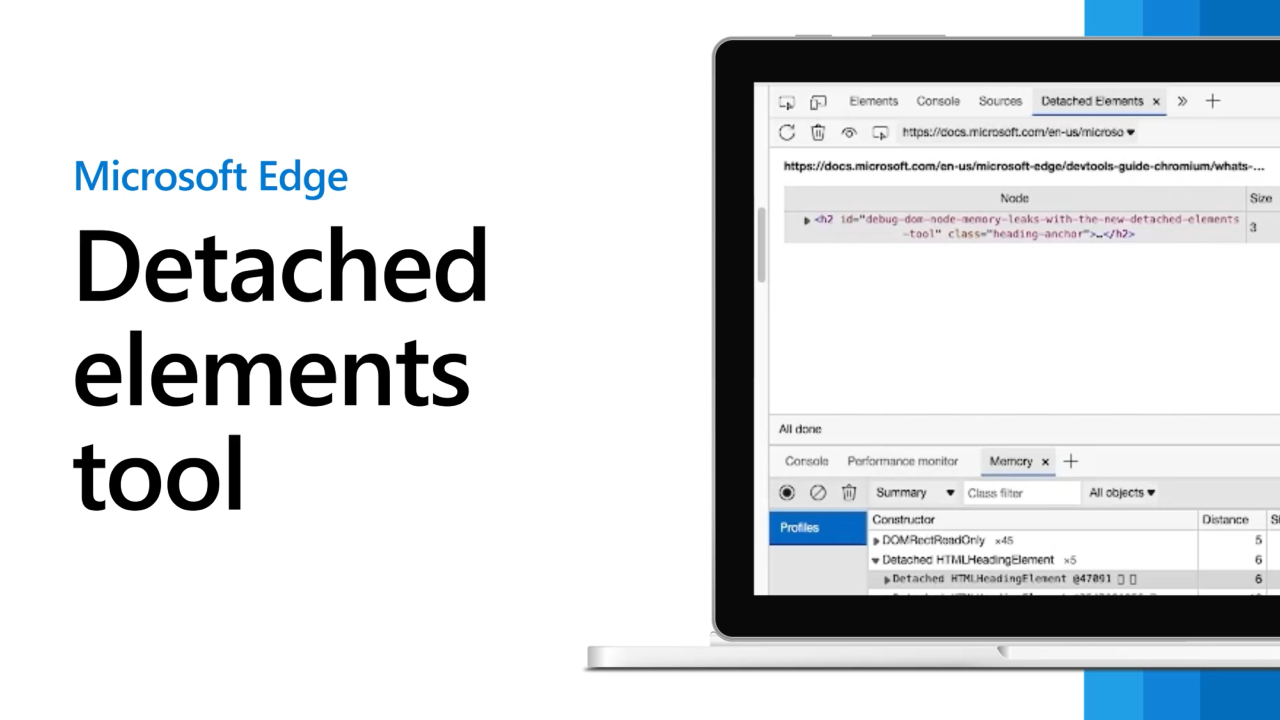 Microsoft Edge
Detached
elements
tool
Elements Console Sources Detached Elements × » +
https://docs.microsoft.com/en-us/microso ▼
https://docs.microsoft.com/en-us/microsoft-edge/devtools-guide-chromium/whats-...
Node Size
▶<h2 id="debug-dom-node-memory-leaks-with-the-new-detached-elements
-tool" class="heading-anchor">…</h2> 3
All done
Console Performance monitor Memory × +
Summary ▼ Class filter All objects ▼
Profiles
Constructor Distance
▶DOMRectReadOnly ×45 5
▼Detached HTMLHeadingElement ×5 6
▶Detached HTMLHeadingElement @47091 6